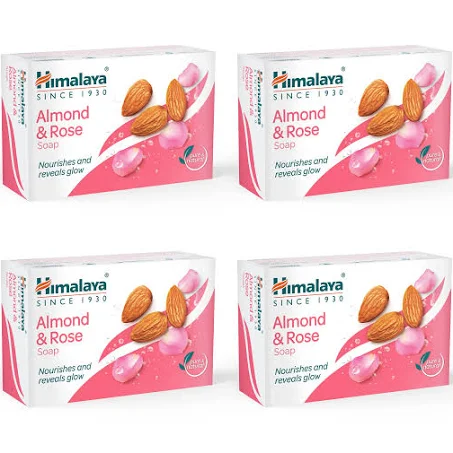 Himalaya®
SINCE 1930
Almond
& Rose
Soap
Nourishes and
reveals glow
Himalaya®
SINCE 1930
Almond
& Rose
Soap
Nourishes and
reveals glow
Himalaya®
SINCE 1930
Almond
& Rose
Soap
Nourishes and
reveals glow
Himalaya®
SINCE 1930
Almond
& Rose
Soap
Nourishes and
reveals glow